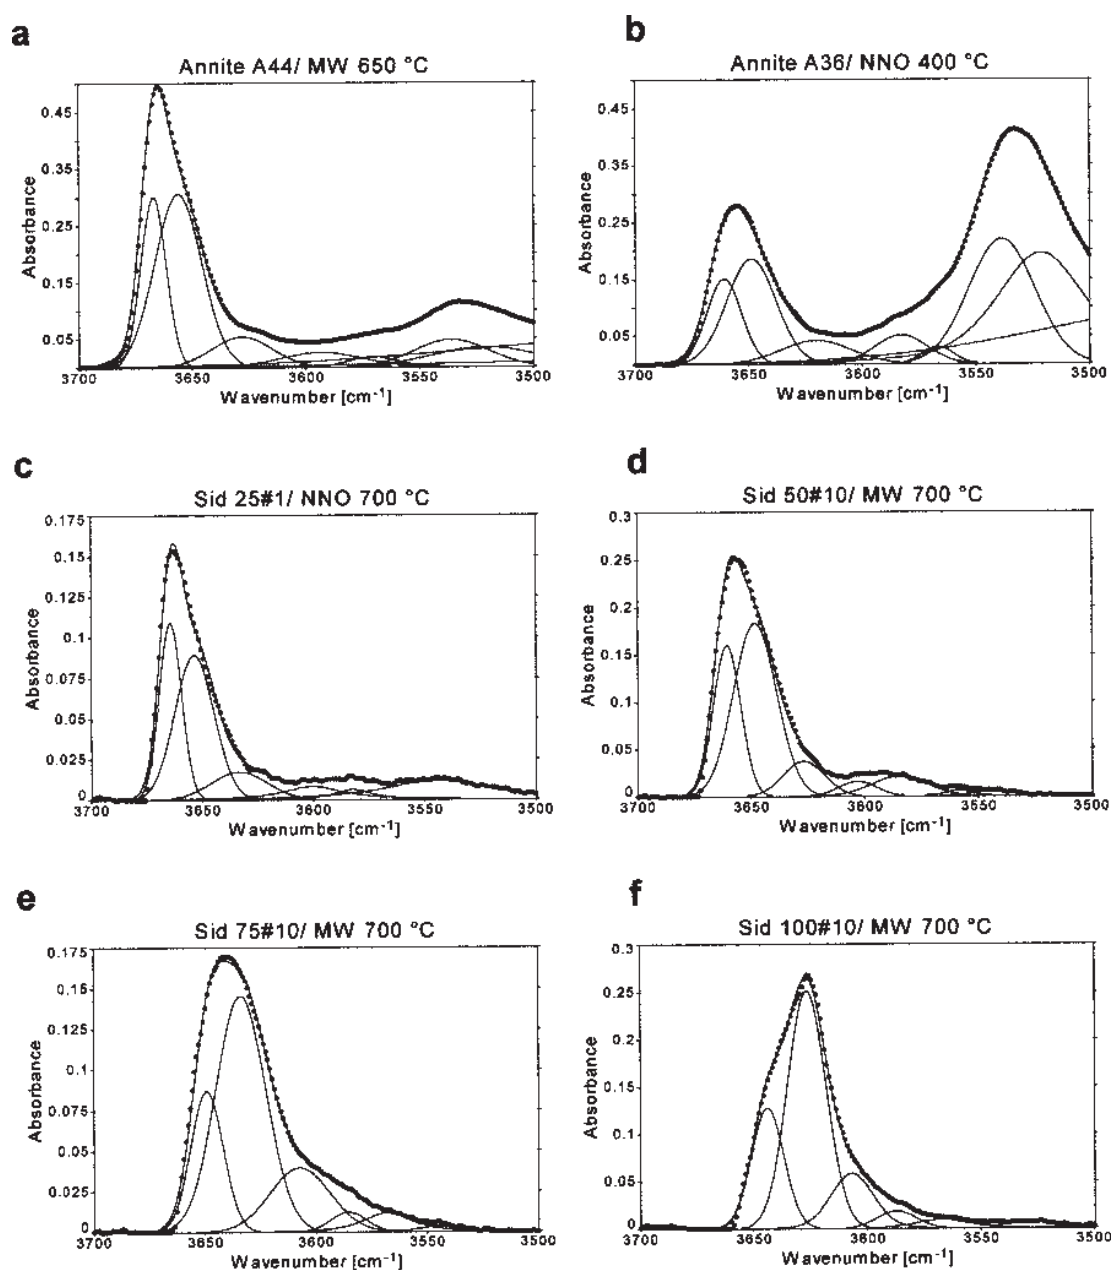 a
Annite A44/ MW 650 °C
0.45
0.35
0.25
0.15
0.05
Absorbance
3700 3650 3600 3550 3500
Wavenumber [cm⁻¹]
b
Annite A36/ NNO 400 °C
0.45
0.35
0.25
0.15
0.05
Absorbance
3700 3650 3600 3550 3500
Wavenumber [cm⁻¹]
c
Sid 25#1/ NNO 700 °C
0.175
0.15
0.125
0.1
0.075
0.05
0.025
0
Absorbance
3700 3650 3600 3550 3500
Wavenumber [cm⁻¹]
d
Sid 50#10/ MW 700 °C
0.3
0.25
0.2
0.15
0.1
0.05
0
Absorbance
3700 3650 3600 3550 3500
Wavenumber [cm⁻¹]
e
Sid 75#10/ MW 700 °C
0.175
0.15
0.125
0.1
0.075
0.05
0.025
0
Absorbance
3700 3650 3600 3550 3500
Wavenumber [cm⁻¹]
f
Sid 100#10/ MW 700 °C
0.3
0.25
0.2
0.15
0.1
0.05
0
Absorbance
3700 3650 3600 3550 3500
Wavenumber [cm⁻¹]